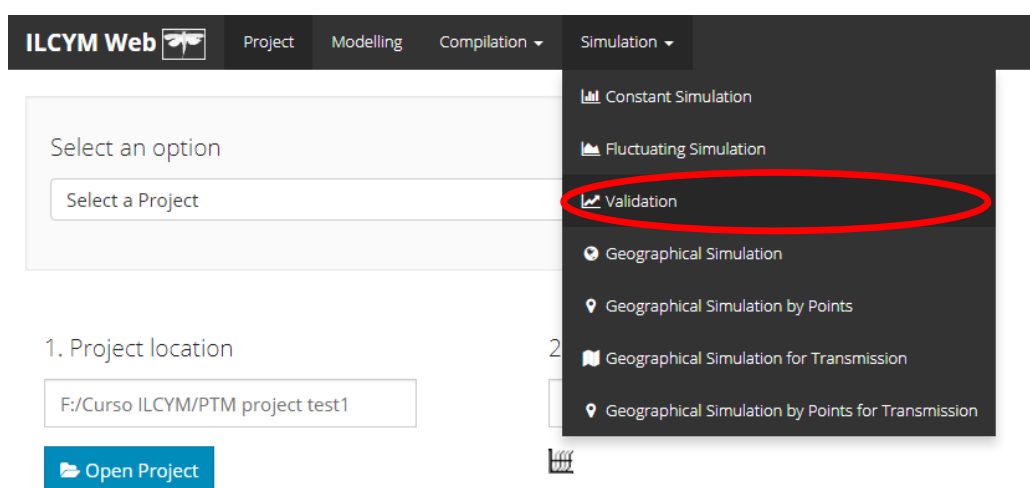 ILCYM Web Project Modelling Compilation Simulation
Constant Simulation
Select an option
Fluctuating Simulation
Select a Project
Validation
Geographical Simulation
Geographical Simulation by Points
1. Project location
2
Geographical Simulation for Transmission
F:/Curso ILCYM/PTM project test1
Geographical Simulation by Points for Transmission
Open Project